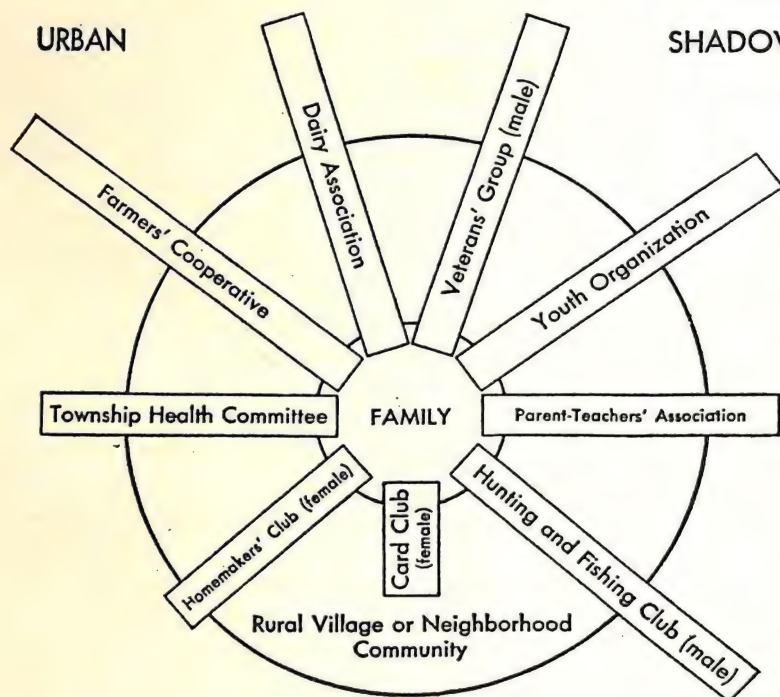 URBAN
SHADOW
Dairy Association
Veterans' Group (male)
Farmers' Cooperative
Youth Organization
Township Health Committee
FAMILY
Parent-Teachers' Association
Homemakers' Club (female)
Card Club
(female)
Hunting and Fishing Club (male)
Rural Village or Neighborhood
Community